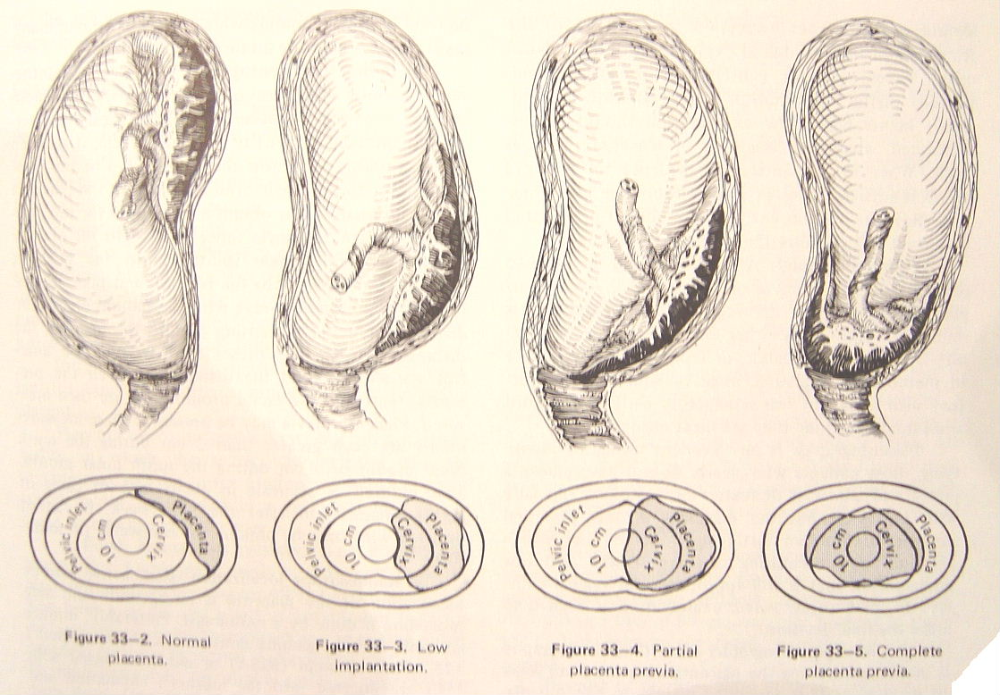 Pelvic inlet
10 cm
Cervix
Placenta
Pelvic inlet
10 cm
Cervix
Placenta
Pelvic inlet
10 cm
Cervix
Placenta
10 cm
Cervix
Placenta
Figure 33–2. Normal
placenta.
Figure 33–3. Low
implantation.
Figure 33–4. Partial
placenta previa.
Figure 33–5. Complete
placenta previa.